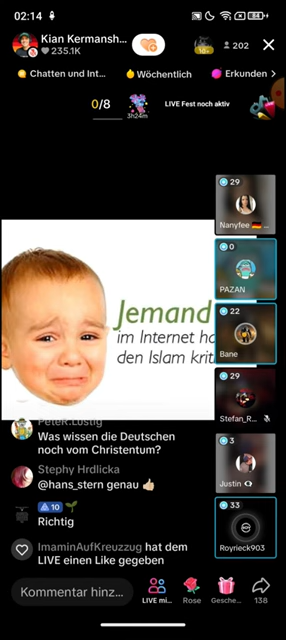 02:14
84
Kian Kermansh...
235.1K
10+
202
Chatten und Int...
Wöchentlich
Erkunden
0/8
3h24m
LIVE Fest noch aktiv
29
Nanyfee
0
PAZAN
Jemand
im Internet ha
den Islam krit
22
Bane
29
Stefan_R...
PeteR.Lustig
Was wissen die Deutschen
noch vom Christentum?
3
Justin
Stephy Hrdlicka
@hans_stern genau
10
Richtig
33
Royrieck903
ImaminAufKreuzzug hat dem
LIVE einen Like gegeben
Kommentar hinz...
LIVE mi...
Rose
Gesche...
138